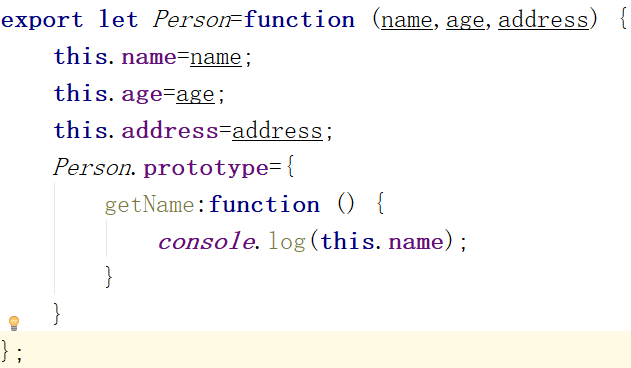 export let Person=function (name,age,address) {
this.name=name;
this.age=age;
this.address=address;
Person.prototype={
getName:function () {
console.log(this.name);
}
}
};